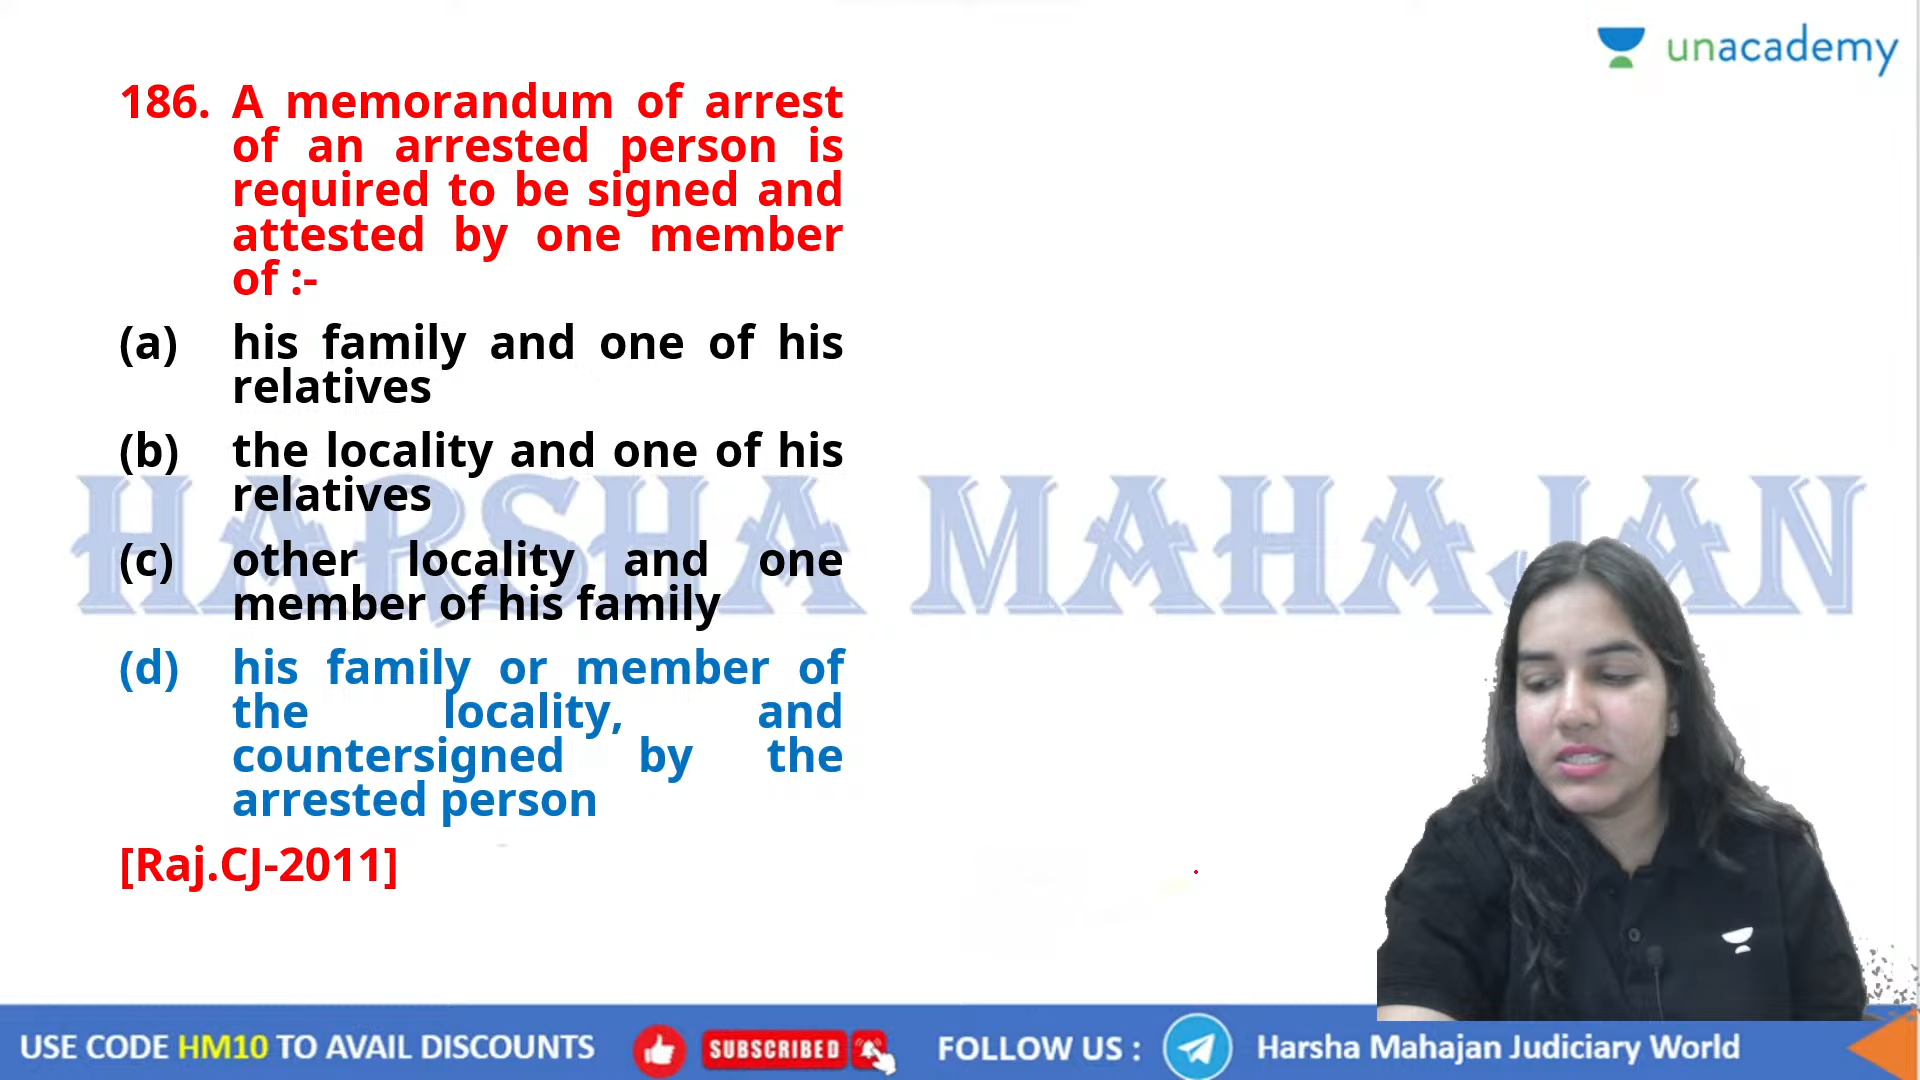 unacademy
186. A memorandum of arrest
of an arrested person is
required to be signed and
attested by one member
of :-
(a) his family and one of his
relatives
(b) the locality and one of his
relatives
HARSHA MAHAJAN
(c) other locality and one
member of his family
(d) his family or member of
the locality, and
countersigned by the
arrested person
[Raj.CJ-2011]
USE CODE HM10 TO AVAIL DISCOUNTS SUBSCRIBED FOLLOW US : Harsha Mahajan Judiciary World